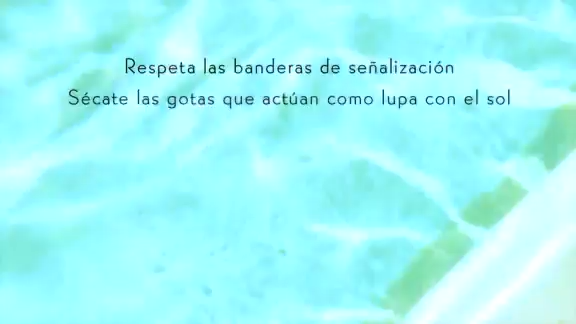 Respeta las banderas de señalización
Sécate las gotas que actúan como lupa con el sol